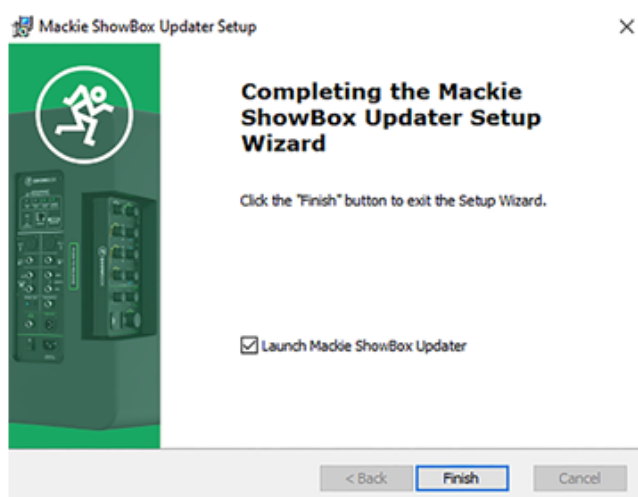 Mackie ShowBox Updater Setup
Completing the Mackie
ShowBox Updater Setup
Wizard
Click the "Finish" button to exit the Setup Wizard.
Launch Mackie ShowBox Updater
< Back
Finish
Cancel